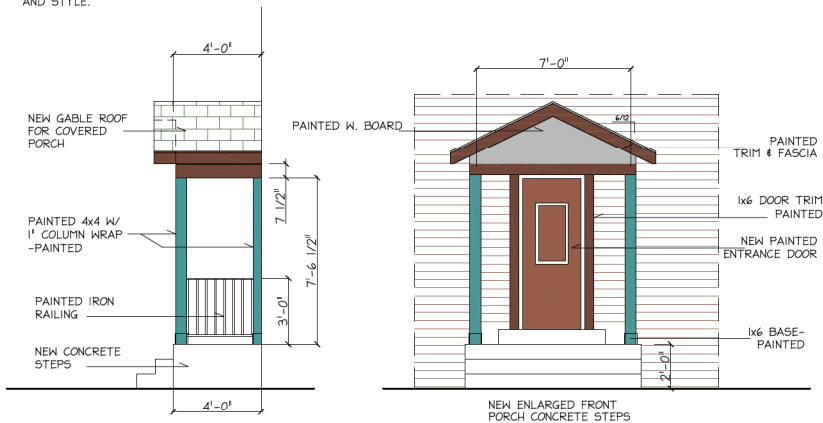 AND STYLE.
4'-0"
7'-0"
NEW GABLE ROOF
FOR COVERED
PORCH
PAINTED W. BOARD
6/12
PAINTED
TRIM & FASCIA
7 1/2"
1x6 DOOR TRIM
PAINTED
PAINTED 4x4 W/
1" COLUMN WRAP
-PAINTED
7'-6 1/2"
NEW PAINTED
ENTRANCE DOOR
PAINTED IRON
RAILING
3'-0"
1x6 BASE-
PAINTED
NEW CONCRETE
STEPS
2'-0"
4'-0"
NEW ENLARGED FRONT
PORCH CONCRETE STEPS